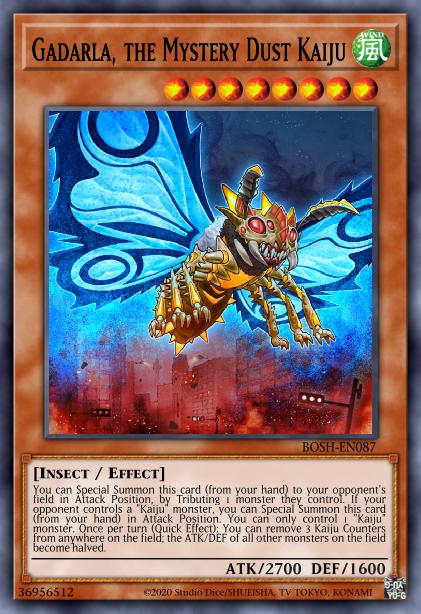 GADARLA, THE MYSTERY DUST KAIJU
WIND
風
BOSH-EN087
[INSECT / EFFECT]
You can Special Summon this card (from your hand) to your opponent's
field in Attack Position, by Tributing 1 monster they control. If your
opponent controls a "Kaiju" monster, you can Special Summon this card
(from your hand) in Attack Position. You can only control 1 "Kaiju"
monster. Once per turn (Quick Effect): You can remove 3 Kaiju Counters
from anywhere on the field; the ATK/DEF of all other monsters on the field
become halved.
ATK/2700 DEF/1600
36956512
©2020 Studio Dice/SHUEISHA, TV TOKYO, KONAMI